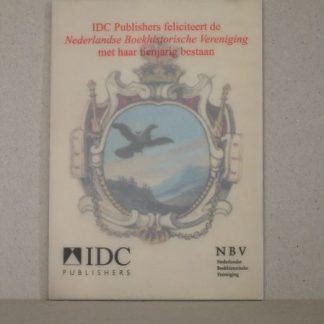 IDC Publishers feliciteert de
Nederlandse Boekhistorische Vereniging
met haar tienjarig bestaan
IDC
PUBLISHERS
NBV
Nederlandse
Boekhistorische
Vereniging